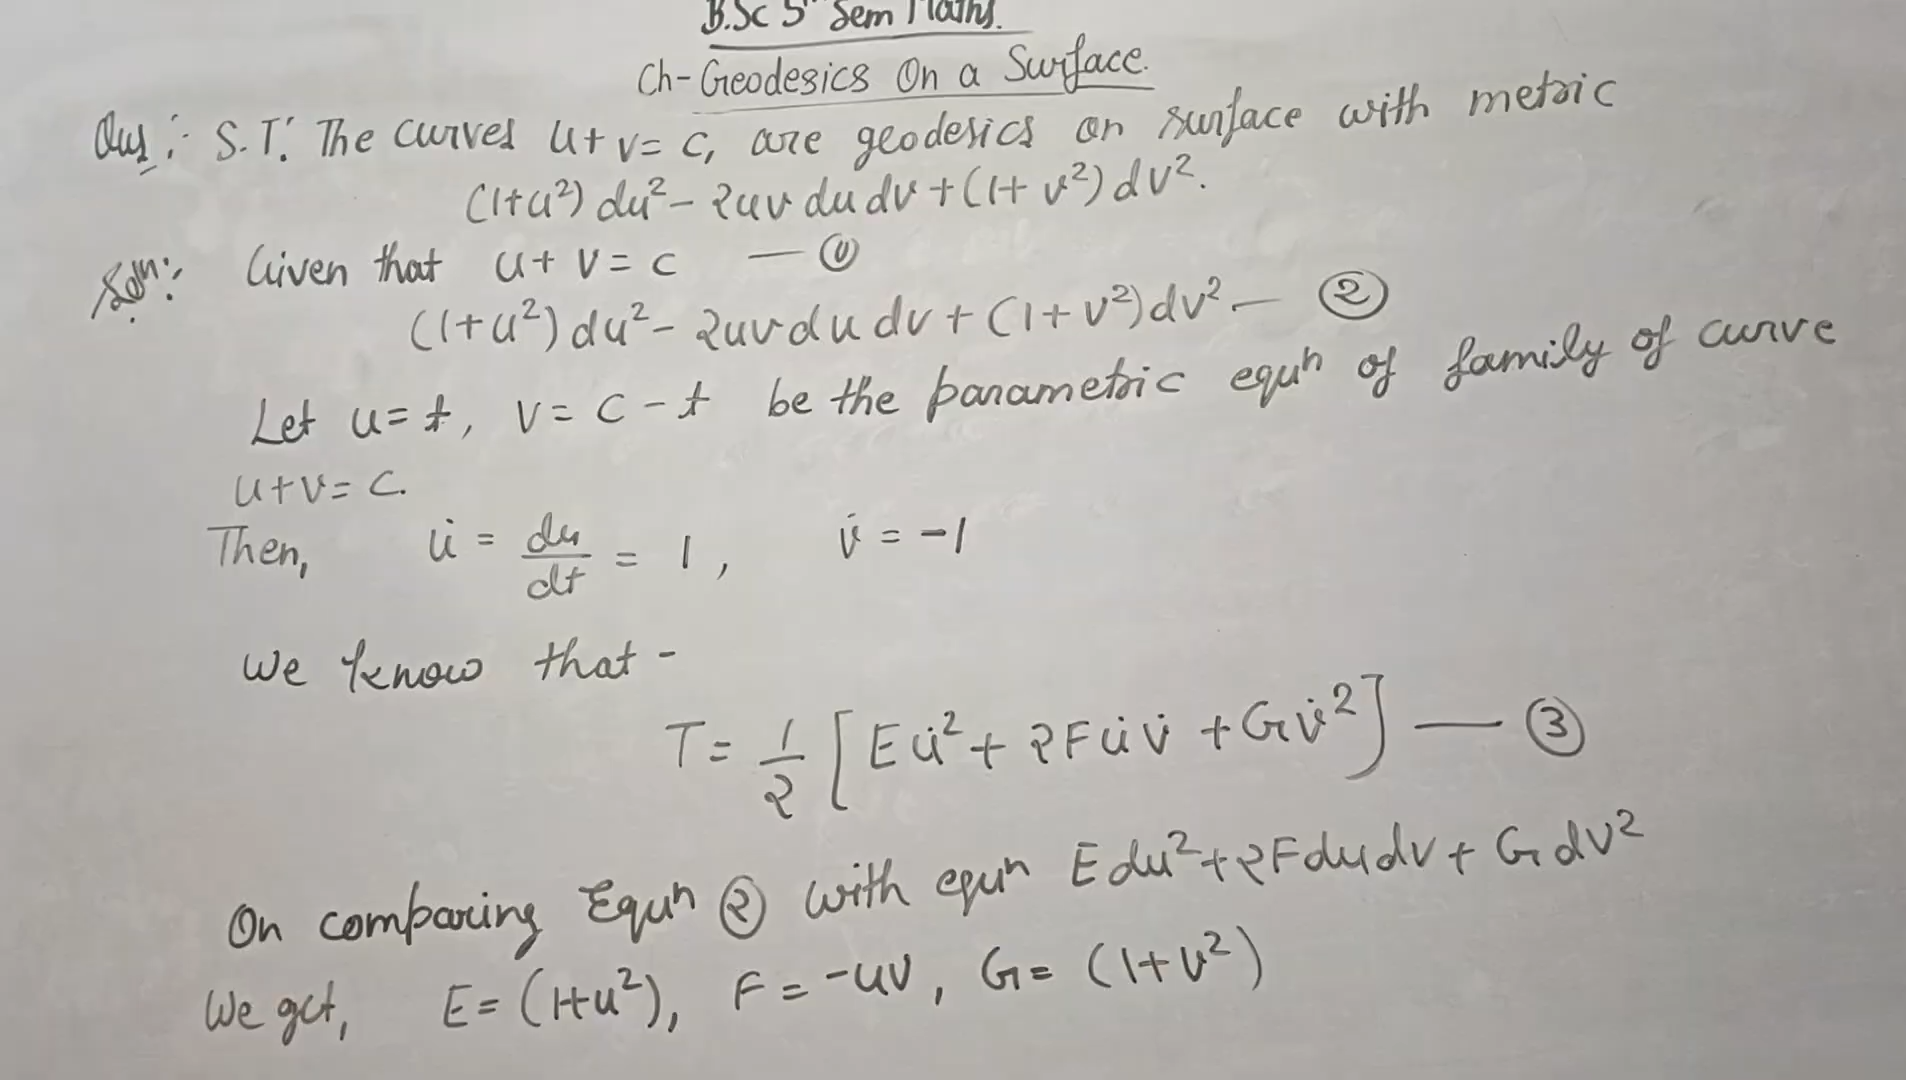 B.Sc 5th Sem Maths.
Ch-Geodesics On a Surface.
Qus:- S.T. The curves u+v=c, are geodesics on surface with metric
(1+u²)du²-2uv du dv+(1+v²)dv².
Soln:- Given that u+v=c — ①
(1+u²)du²-2uvdudv+(1+v²)dv² — ②
Let u=t, v=c-t be the parametric equn of family of curve
u+v=c.
Then, u̇ = du/dt = 1, v̇ = -1
We know that -
T= 1/2 [Eu̇²+2Fu̇v̇+Gv̇²] — ③
On comparing Equn ② with equn Edu²+2Fdudv+Gdv²
We get, E=(1+u²), F=-uv, G=(1+v²)